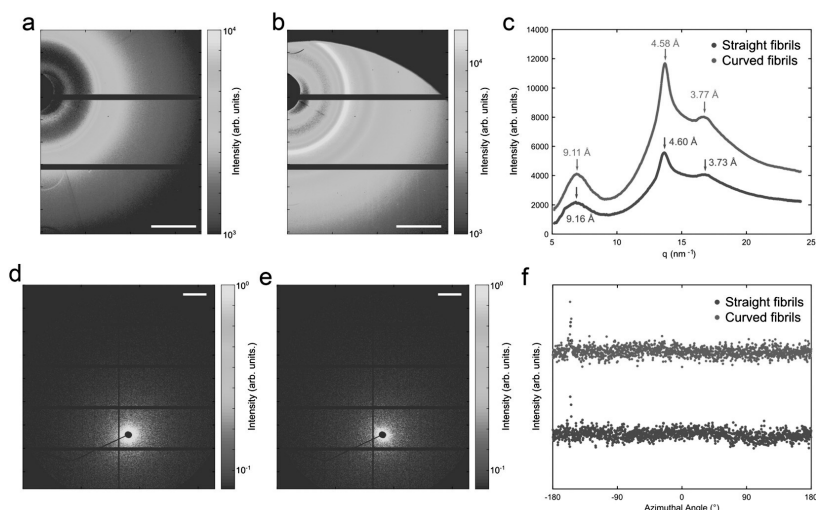 a
10⁴
Intensity (arb. units.)
10³
b
10⁴
Intensity (arb. units.)
10³
c
14000
12000
10000
8000
6000
4000
2000
0
Intensity (arb. units.)
4.58 Å
3.77 Å
9.11 Å
4.60 Å
3.73 Å
9.16 Å
Straight fibrils
Curved fibrils
5
10
15
20
25
q (nm⁻¹)
d
10⁰
Intensity (arb. units.)
10⁻¹
e
10⁰
Intensity (arb. units.)
10⁻¹
f
Intensity (arb. units.)
Straight fibrils
Curved fibrils
-180
-90
0
90
180
Azimuthal Angle (°)